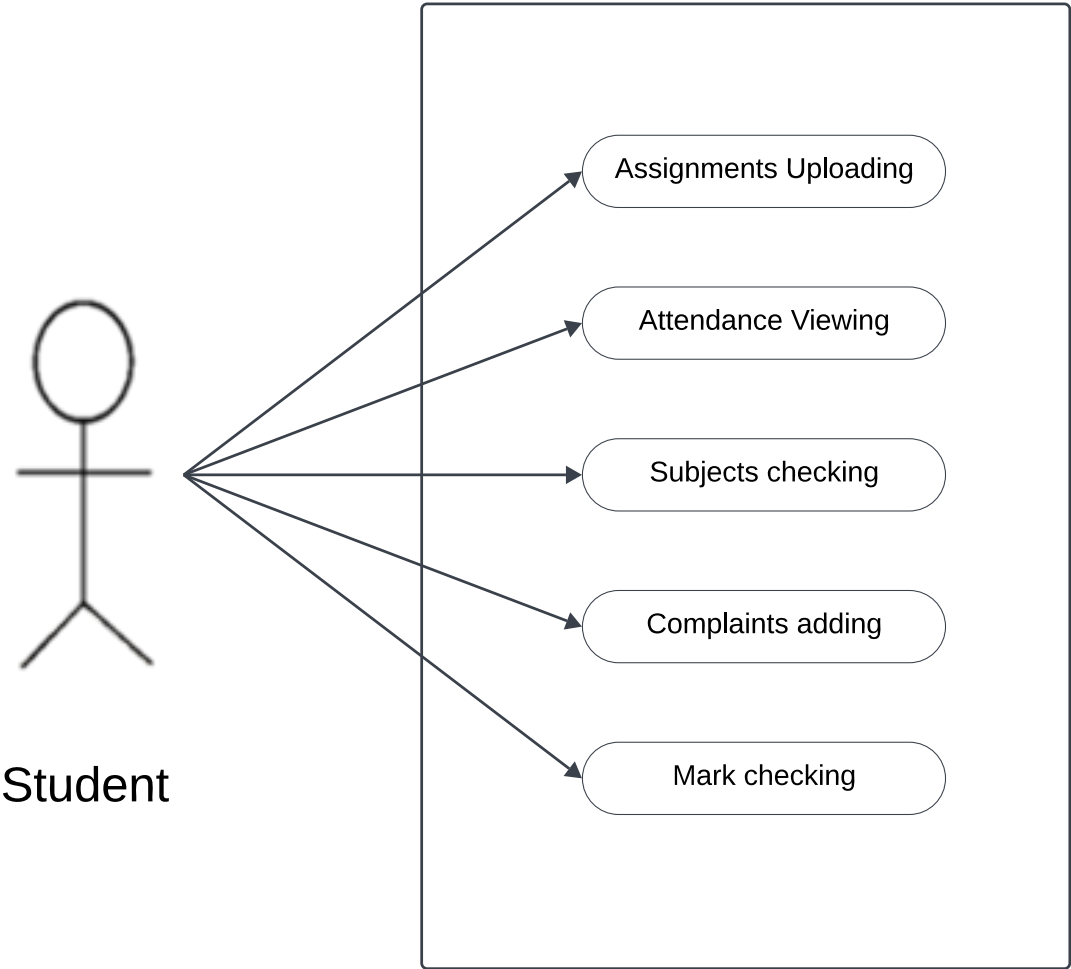 Assignments Uploading
Attendance Viewing
Subjects checking
Complaints adding
Mark checking
Student